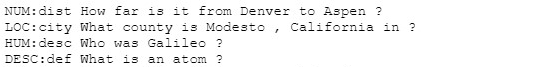 NUM:dist How far is it from Denver to Aspen ?
LOC:city What county is Modesto , California in ?
HUM:desc Who was Galileo ?
DESC:def What is an atom ?